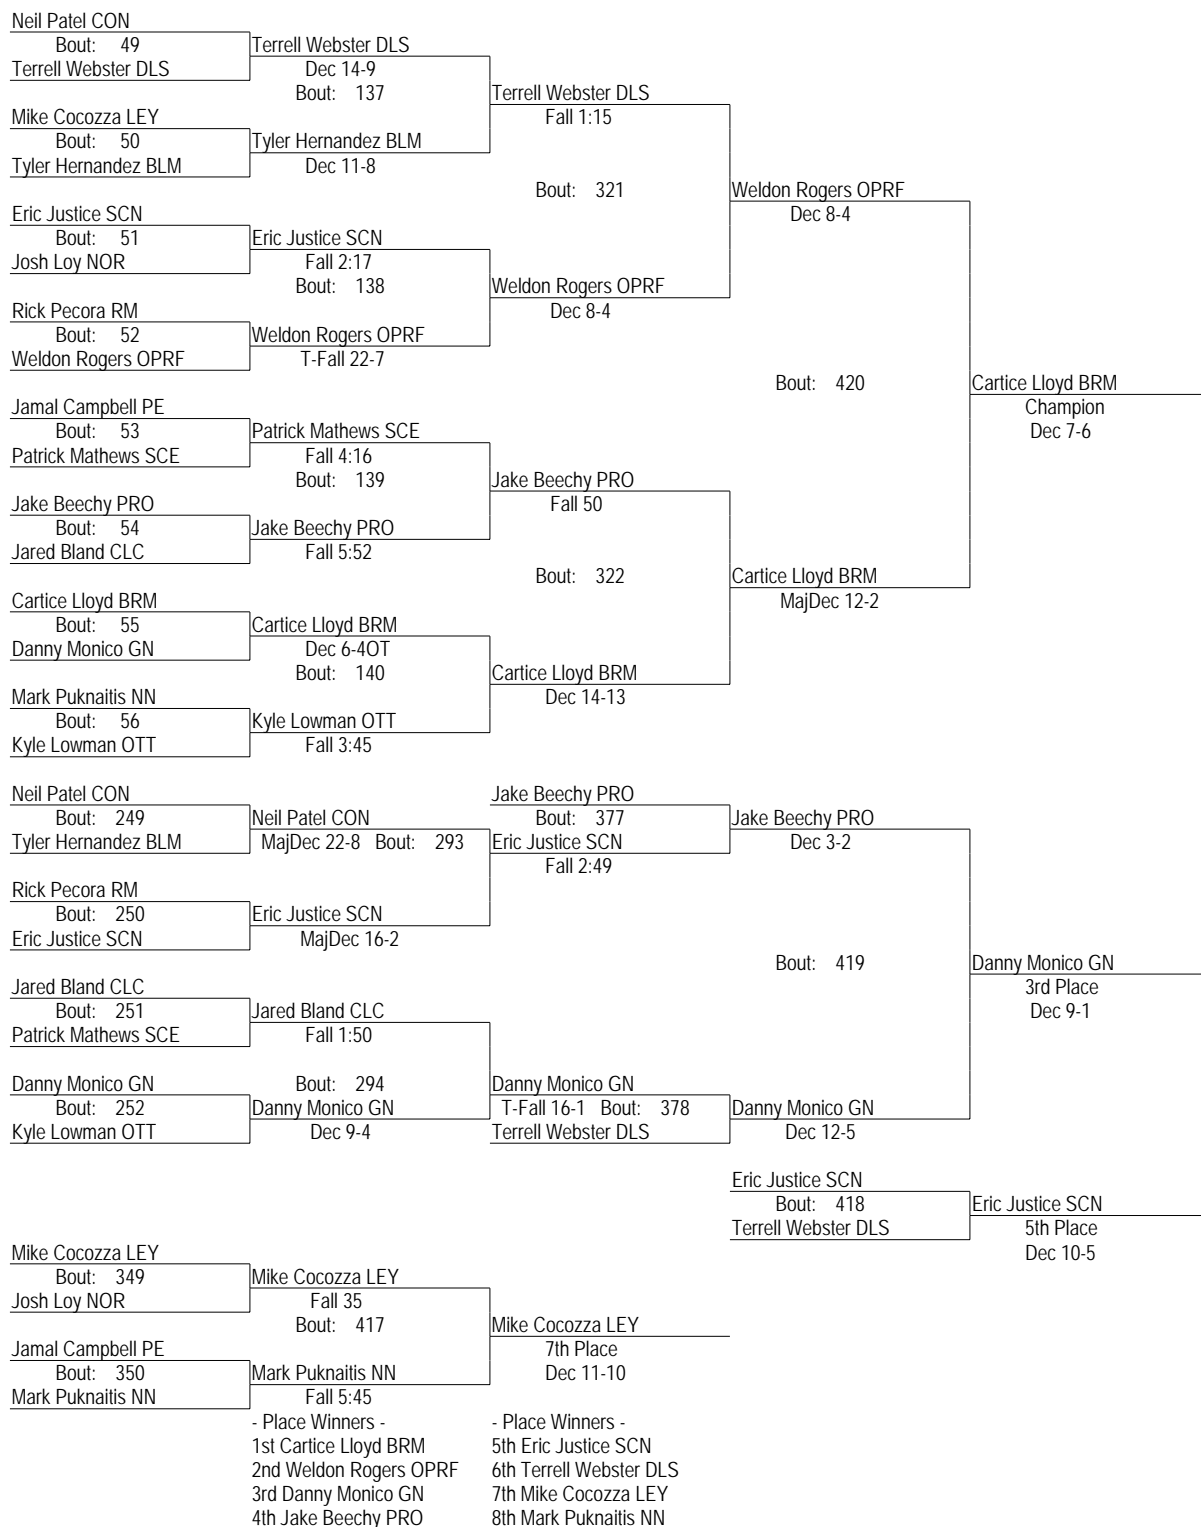 Neil Patel CON
Bout: 49
Terrell Webster DLS
Terrell Webster DLS
Dec 14-9
Bout: 137
Mike Cocozza LEY
Bout: 50
Tyler Hernandez BLM
Tyler Hernandez BLM
Dec 11-8
Terrell Webster DLS
Fall 1:15
Bout: 321
Eric Justice SCN
Bout: 51
Josh Loy NOR
Eric Justice SCN
Fall 2:17
Bout: 138
Rick Pecora RM
Bout: 52
Weldon Rogers OPRF
Weldon Rogers OPRF
T-Fall 22-7
Weldon Rogers OPRF
Dec 8-4
Weldon Rogers OPRF
Dec 8-4
Bout: 420
Jamal Campbell PE
Bout: 53
Patrick Mathews SCE
Patrick Mathews SCE
Fall 4:16
Bout: 139
Jake Beechy PRO
Bout: 54
Jared Bland CLC
Jake Beechy PRO
Fall 5:52
Jake Beechy PRO
Fall 50
Bout: 322
Cartice Lloyd BRM
Bout: 55
Danny Monico GN
Cartice Lloyd BRM
Dec 6-4OT
Bout: 140
Mark Puknaitis NN
Bout: 56
Kyle Lowman OTT
Kyle Lowman OTT
Fall 3:45
Cartice Lloyd BRM
Dec 14-13
Cartice Lloyd BRM
MajDec 12-2
Cartice Lloyd BRM
Champion
Dec 7-6
Neil Patel CON
Bout: 249
Tyler Hernandez BLM
Neil Patel CON
MajDec 22-8 Bout: 293
Rick Pecora RM
Bout: 250
Eric Justice SCN
Eric Justice SCN
MajDec 16-2
Jake Beechy PRO
Bout: 377
Eric Justice SCN
Fall 2:49
Jake Beechy PRO
Dec 3-2
Bout: 419
Jared Bland CLC
Bout: 251
Patrick Mathews SCE
Jared Bland CLC
Fall 1:50
Bout: 294
Danny Monico GN
Bout: 252
Kyle Lowman OTT
Danny Monico GN
Dec 9-4
Danny Monico GN
T-Fall 16-1 Bout: 378
Terrell Webster DLS
Danny Monico GN
Dec 12-5
Danny Monico GN
3rd Place
Dec 9-1
Eric Justice SCN
Bout: 418
Terrell Webster DLS
Eric Justice SCN
5th Place
Dec 10-5
Mike Cocozza LEY
Bout: 349
Josh Loy NOR
Mike Cocozza LEY
Fall 35
Bout: 417
Jamal Campbell PE
Bout: 350
Mark Puknaitis NN
Mark Puknaitis NN
Fall 5:45
Mike Cocozza LEY
7th Place
Dec 11-10
- Place Winners -
1st Cartice Lloyd BRM
2nd Weldon Rogers OPRF
3rd Danny Monico GN
4th Jake Beechy PRO
- Place Winners -
5th Eric Justice SCN
6th Terrell Webster DLS
7th Mike Cocozza LEY
8th Mark Puknaitis NN